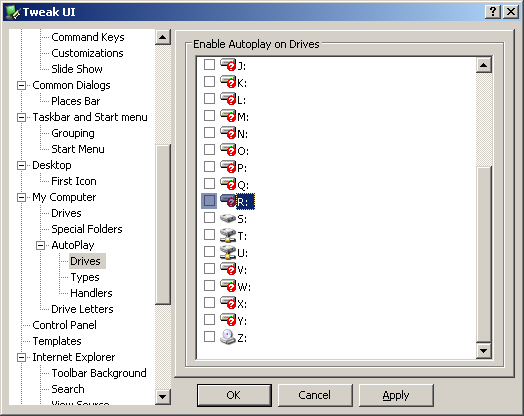 Tweak UI
Command Keys
Customizations
Slide Show
Common Dialogs
Places Bar
Taskbar and Start menu
Grouping
Start Menu
Desktop
First Icon
My Computer
Drives
Special Folders
AutoPlay
Drives
Types
Handlers
Drive Letters
Control Panel
Templates
Internet Explorer
Toolbar Background
Search
View Source
Enable Autoplay on Drives
J:
K:
L:
M:
N:
O:
P:
Q:
R:
S:
T:
U:
V:
W:
X:
Y:
Z:
OK
Cancel
Apply